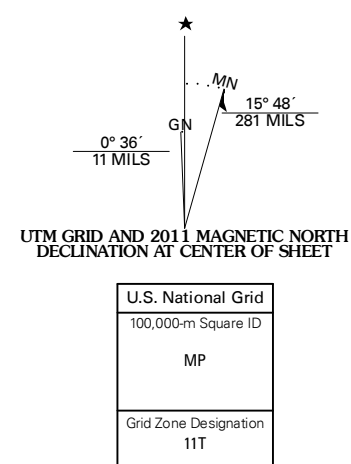 MN
15° 48´
281 MILS
GN
0° 36´
11 MILS
UTM GRID AND 2011 MAGNETIC NORTH
DECLINATION AT CENTER OF SHEET
U.S. National Grid
100,000-m Square ID
MP
Grid Zone Designation
11T